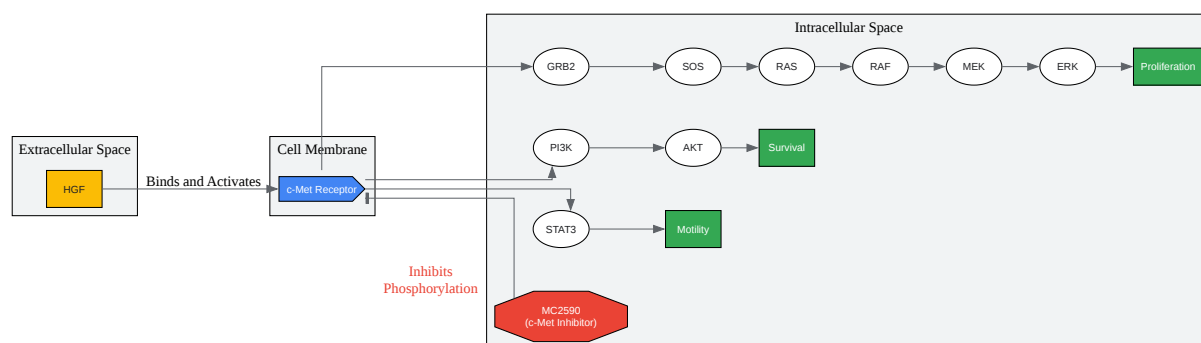 Intracellular Space
GRB2
SOS
RAS
RAF
MEK
ERK
Proliferation
Extracellular Space
Cell Membrane
PI3K
AKT
Survival
HGF
Binds and Activates
c-Met Receptor
STAT3
Motility
Inhibits
Phosphorylation
MC2590
(c-Met Inhibitor)